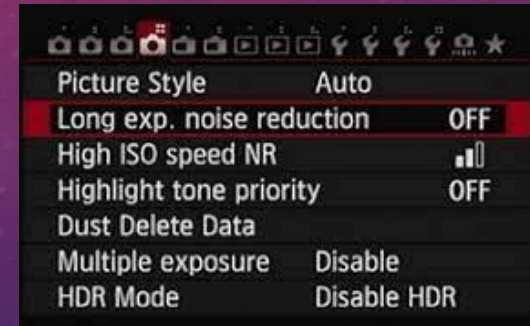 Picture Style Auto
Long exp. noise reduction OFF
High ISO speed NR
Highlight tone priority OFF
Dust Delete Data
Multiple exposure Disable
HDR Mode Disable HDR